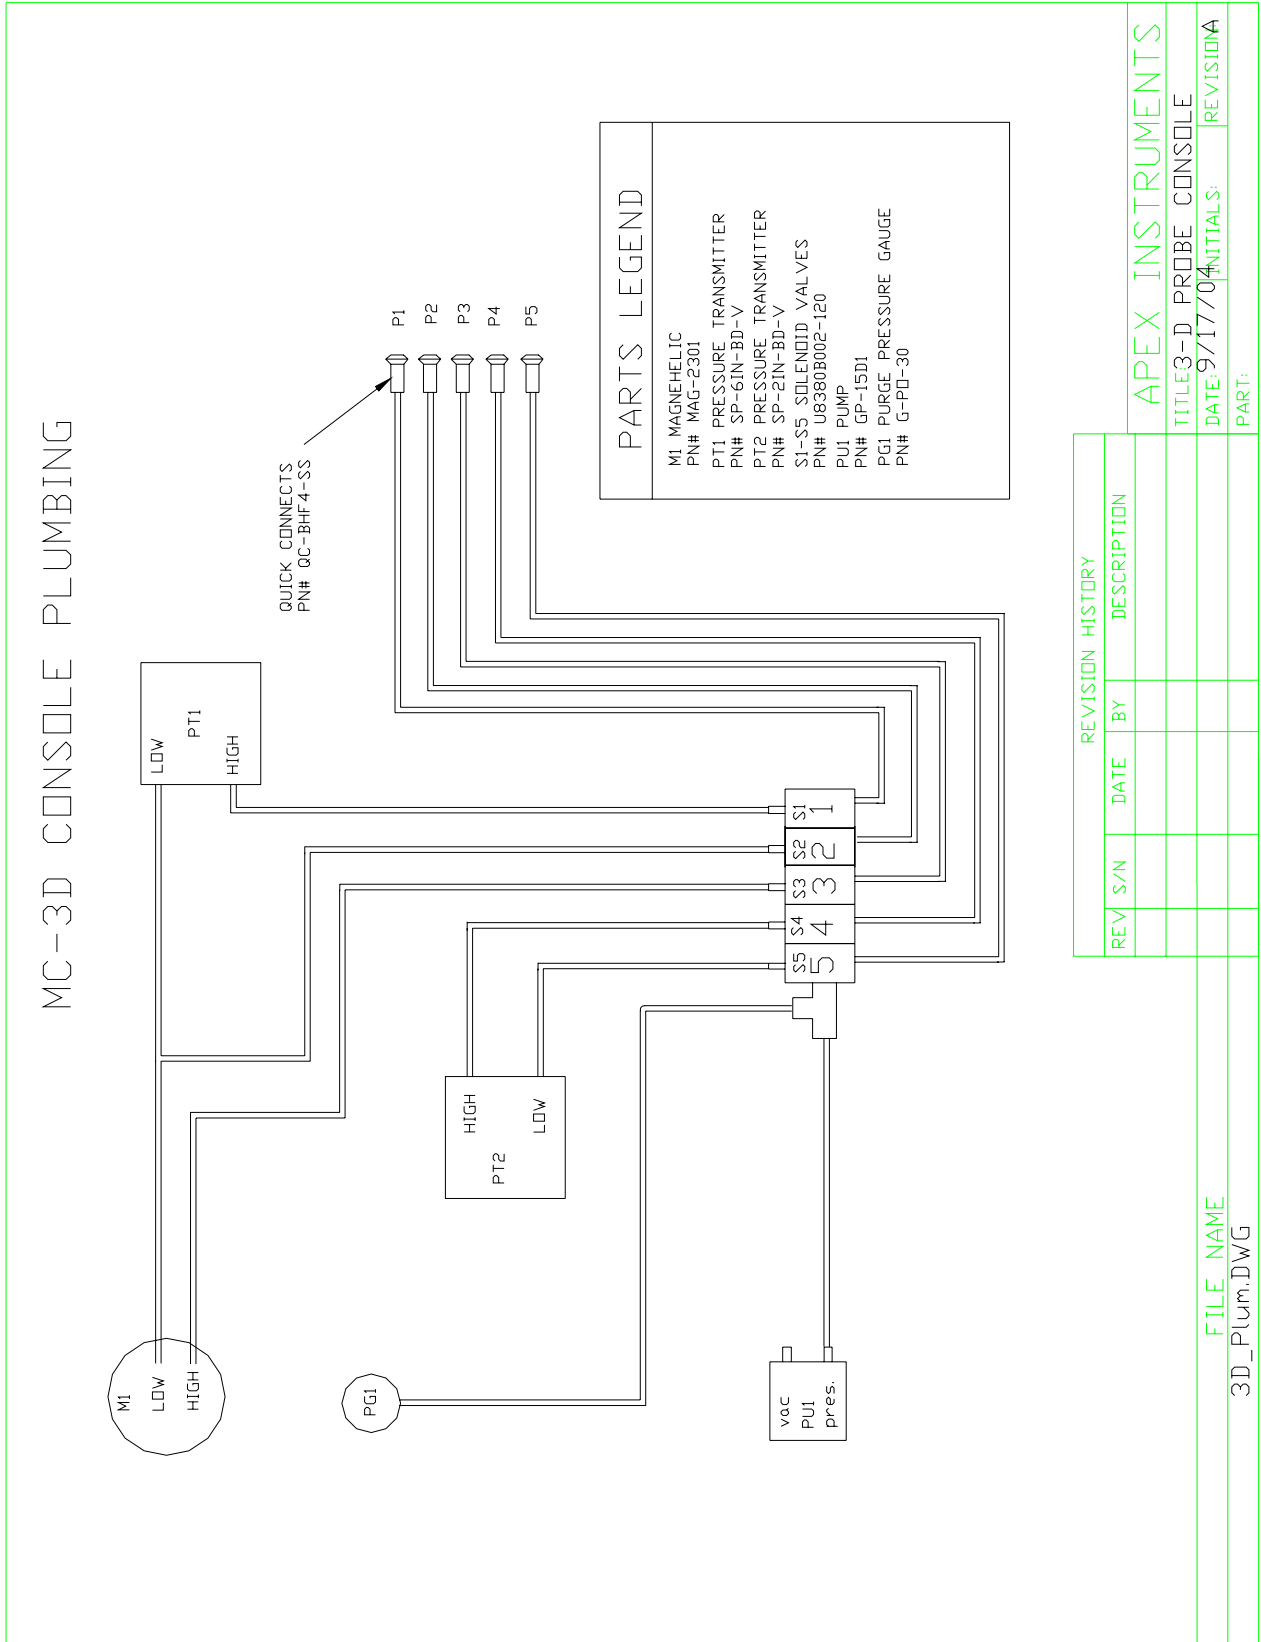 MC-3D CONSOLE PLUMBING
M1
LOW
HIGH
LOW
PT1
HIGH
QUICK CONNECTS
PN# QC-BHF4-SS
P1
P2
P3
P4
P5
PG1
HIGH
PT2
LOW
vac
PU1
pres.
S5
5
S4
4
S3
3
S2
2
S1
1
PARTS LEGEND
M1 MAGNEHELIC
PN# MAG-2301
PT1 PRESSURE TRANSMITTER
PN# SP-6IN-BD-V
PT2 PRESSURE TRANSMITTER
PN# SP-2IN-BD-V
S1-S5 SOLENOID VALVES
PN# U8380B002-120
PU1 PUMP
PN# GP-15D1
PG1 PURGE PRESSURE GAUGE
PN# G-PO-30
REVISION HISTORY
REV S/N DATE BY DESCRIPTION
APEX INSTRUMENTS
TITLE: 3-D PROBE CONSOLE
DATE: 9/17/04 INITIALS: REVISION: A
PART:
FILE NAME
3D_Plum.DWG